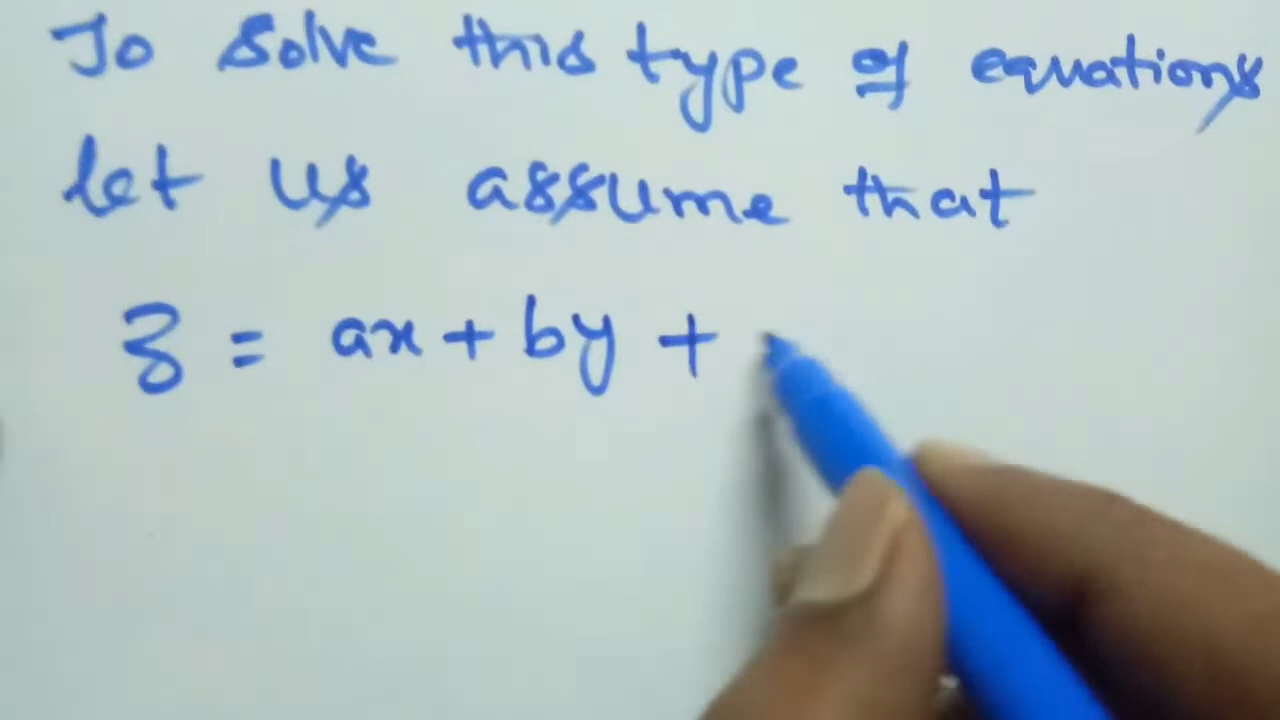 To solve this type of equations
let us assume that
z = ax + by +